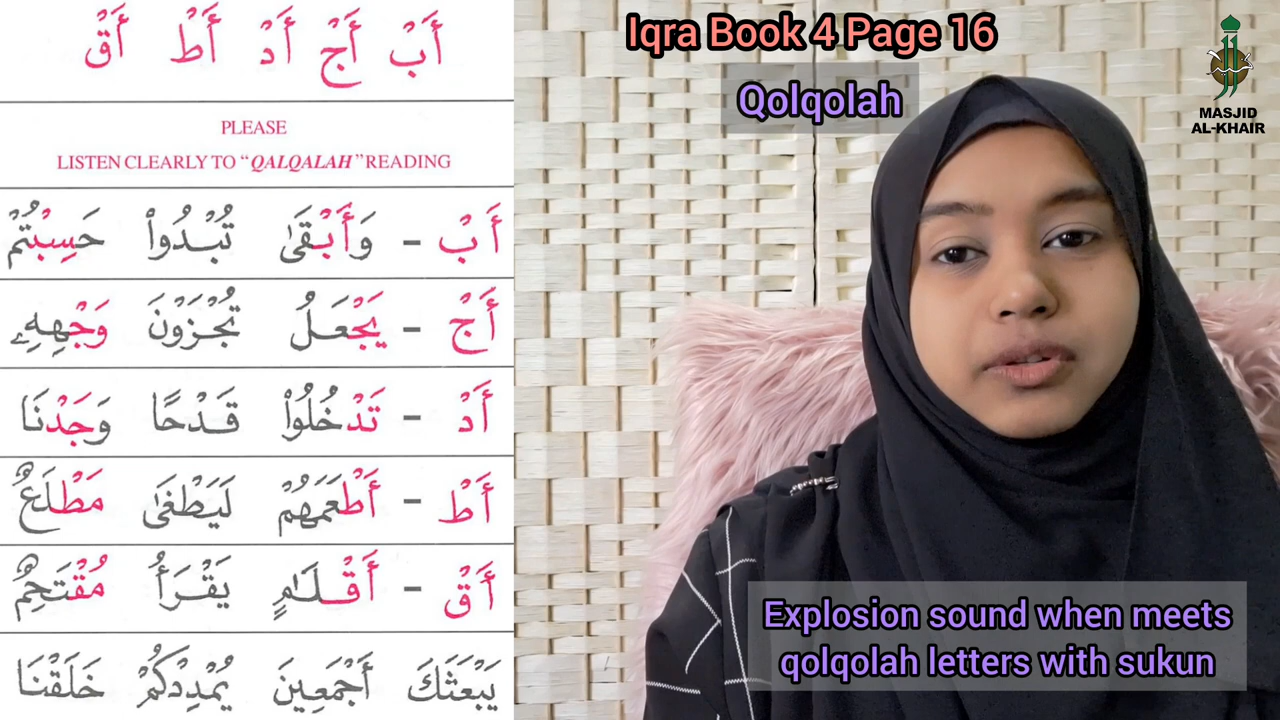 أَبْ أَجْ أَدْ أَطْ أَقْ
PLEASE
LISTEN CLEARLY TO “QALQALAH” READING
أَبْ – وَأَبْقَىٰ تُبْدُوا۟ حَسِبْتُمْ
أَجْ – يَجْعَلُ تُجْزَوْنَ وَجْهِهِۦ
أَدْ – تَدْخُلُوا۟ قَدْحًا وَجَدْنَا
أَطْ – أَطْعَمَهُمْ لَيَطْغَىٰ مَطْلَعٌ
أَقْ – أَقْلَامٍ يَقْرَأُ مُقْتَحِمٌ
يَبْعَثَكَ أَجْمَعِينَ يُمْدِدْكُمْ خَلَقْنَا
Iqra Book 4 Page 16
Qolqolah
MASJID
AL-KHAIR
Explosion sound when meets
qolqolah letters with sukun